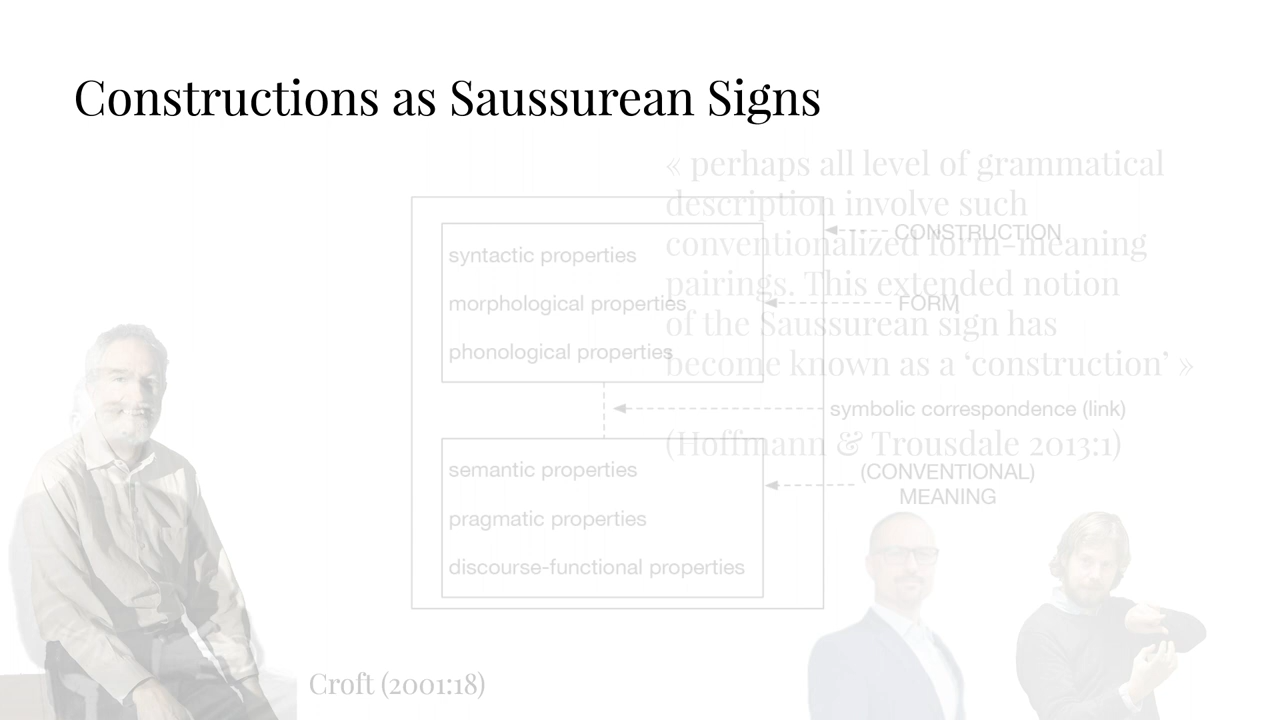 Constructions as Saussurean Signs
« perhaps all level of grammatical
description involve such
conventionalized form-meaning
pairings. This extended notion
of the Saussurean sign has
become known as a ‘construction’ »
(Hoffmann & Trousdale 2013:1)
syntactic properties
morphological properties
phonological properties
semantic properties
pragmatic properties
discourse-functional properties
CONSTRUCTION
FORM
symbolic correspondence (link)
(CONVENTIONAL)
MEANING
Croft (2001:18)